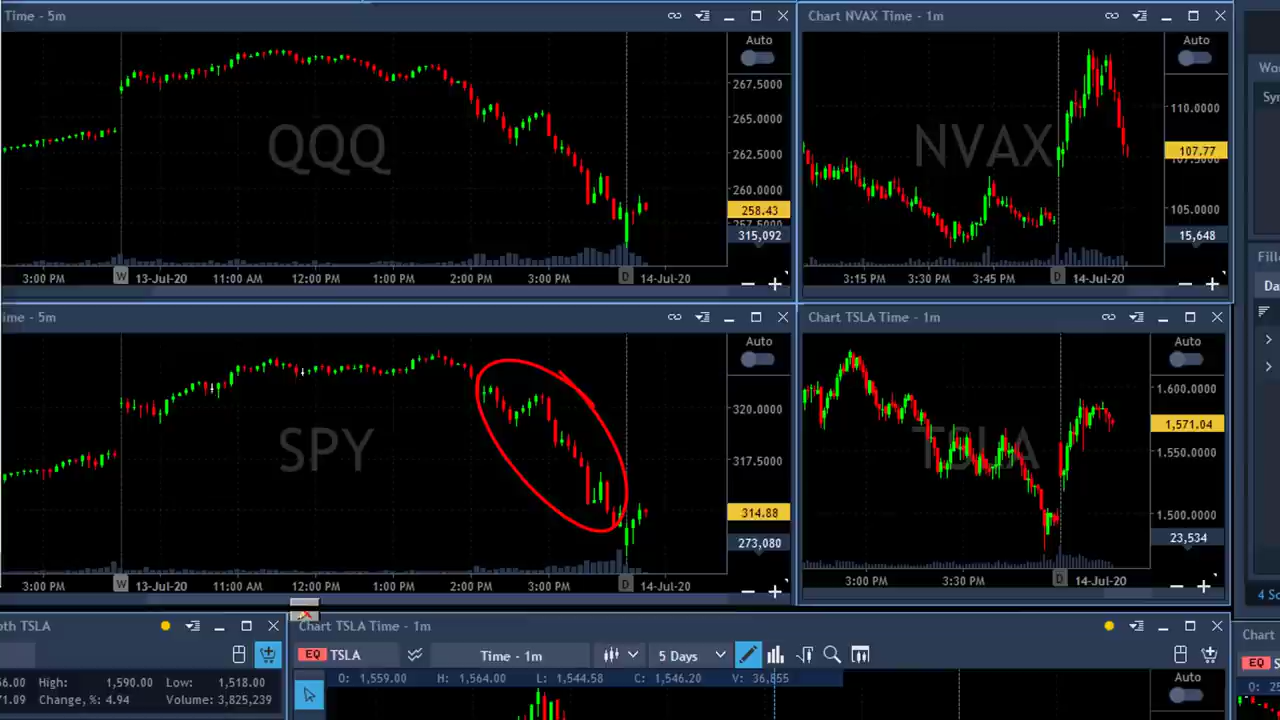 Time - 5m
Auto
267.5000
265.0000
262.5000
260.0000
258.43
315,092
QQQ
3:00 PM W 13-Jul-20 11:00 AM 12:00 PM 1:00 PM 2:00 PM 3:00 PM D 14-Jul-20
Chart NVAX Time - 1m
Auto
110.0000
107.77
105.0000
15,648
NVAX
3:15 PM 3:30 PM 3:45 PM D 14-Jul-20
ime - 5m
Auto
320.0000
317.5000
314.88
273,080
SPY
3:00 PM W 13-Jul-20 11:00 AM 12:00 PM 1:00 PM 2:00 PM 3:00 PM D 14-Jul-20
Chart TSLA Time - 1m
Auto
1,600.0000
1,571.04
1,550.0000
1,500.0000
23,534
TSLA
3:00 PM 3:30 PM D 14-Jul-20
Wa
Syr
Fille
Da
4 Sc
oth TSLA
High: 1,590.00 Low: 1,518.00
Change, %: 4.94 Volume: 3,825,239
Chart TSLA Time - 1m
EQ TSLA Time - 1m 5 Days
O: 1,559.00 H: 1,564.00 L: 1,544.58 C: 1,546.20 V: 36,855
Auto
Chart
EQ